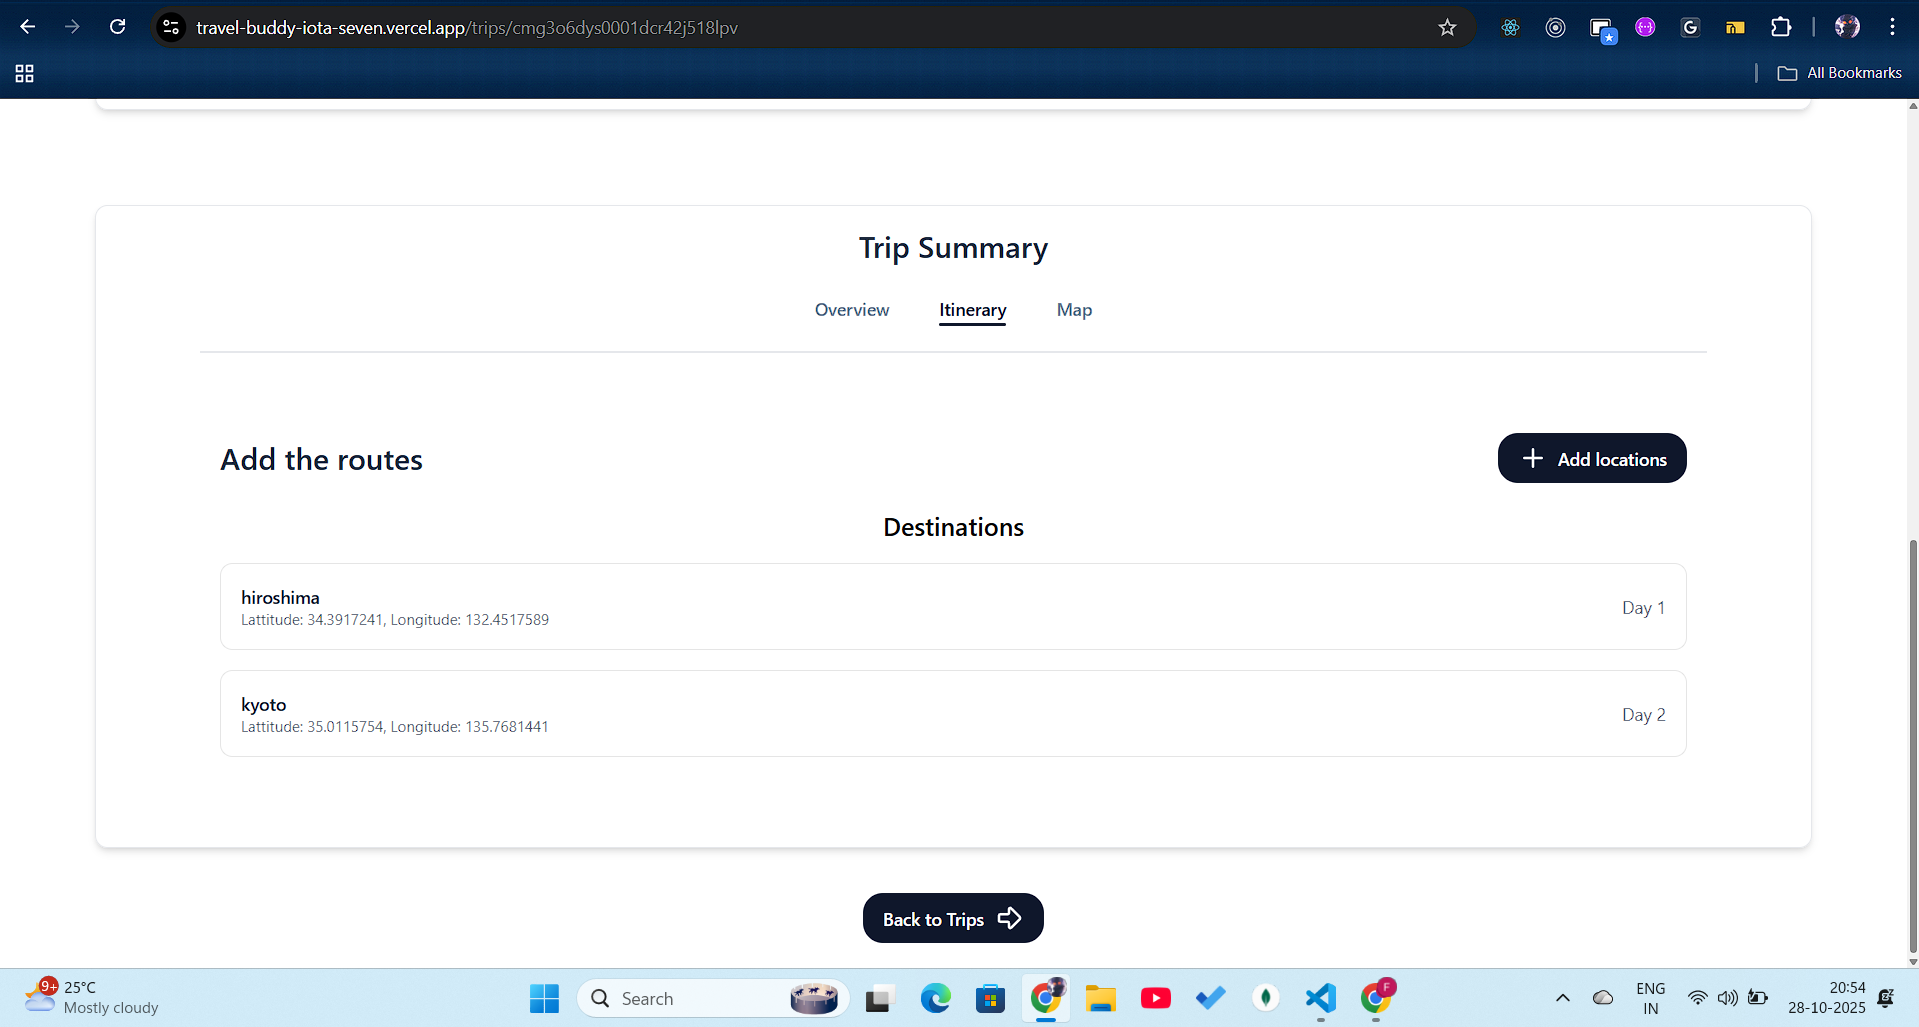 travel-buddy-iota-seven.vercel.app/trips/cmg3o6dys0001dcr42j518lpv
All Bookmarks
Trip Summary
Overview Itinerary Map
Add the routes
Add locations
Destinations
hiroshima
Lattitude: 34.3917241, Longitude: 132.4517589
Day 1
kyoto
Lattitude: 35.0115754, Longitude: 135.7681441
Day 2
Back to Trips
9+
25°C
Mostly cloudy
Search
F
ENG
IN
20:54
28-10-2025